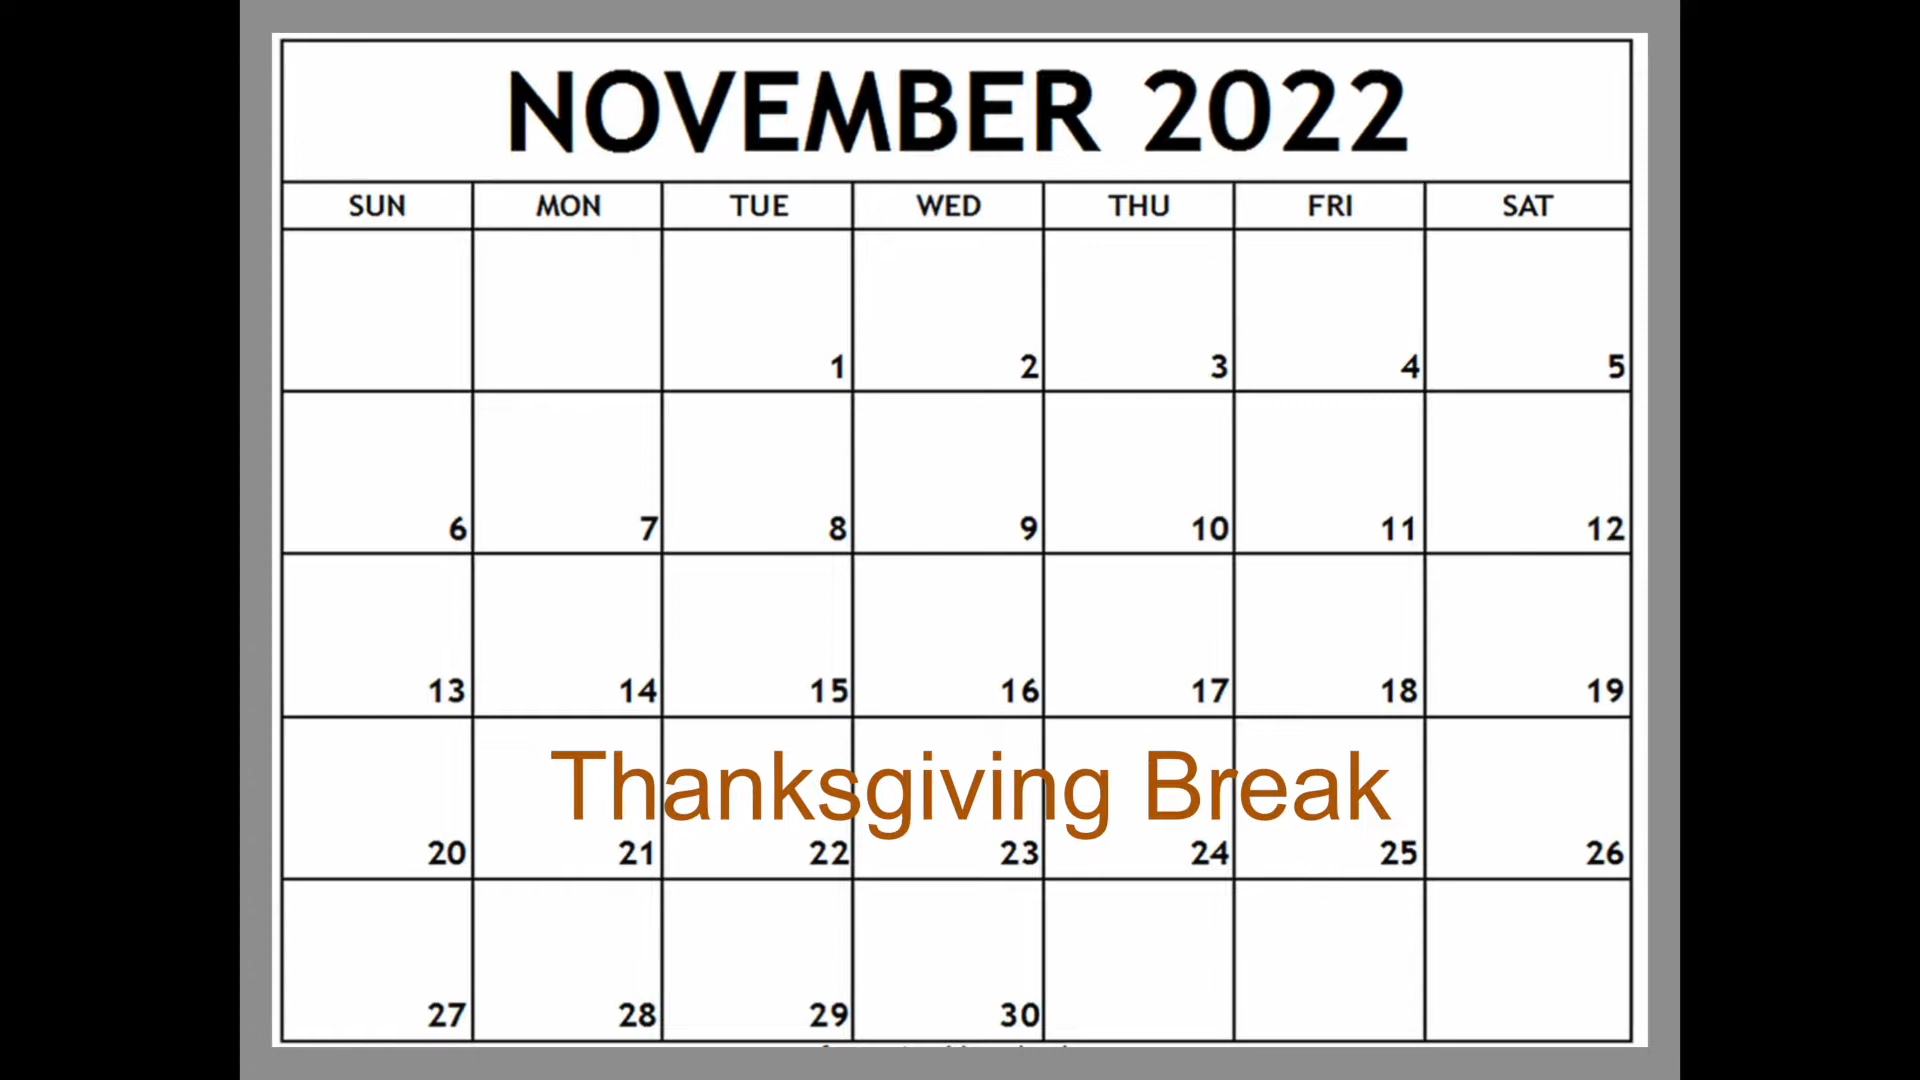 NOVEMBER 2022
SUN MON TUE WED THU FRI SAT
1 2 3 4 5
6 7 8 9 10 11 12
13 14 15 16 17 18 19
Thanksgiving Break
20 21 22 23 24 25 26
27 28 29 30